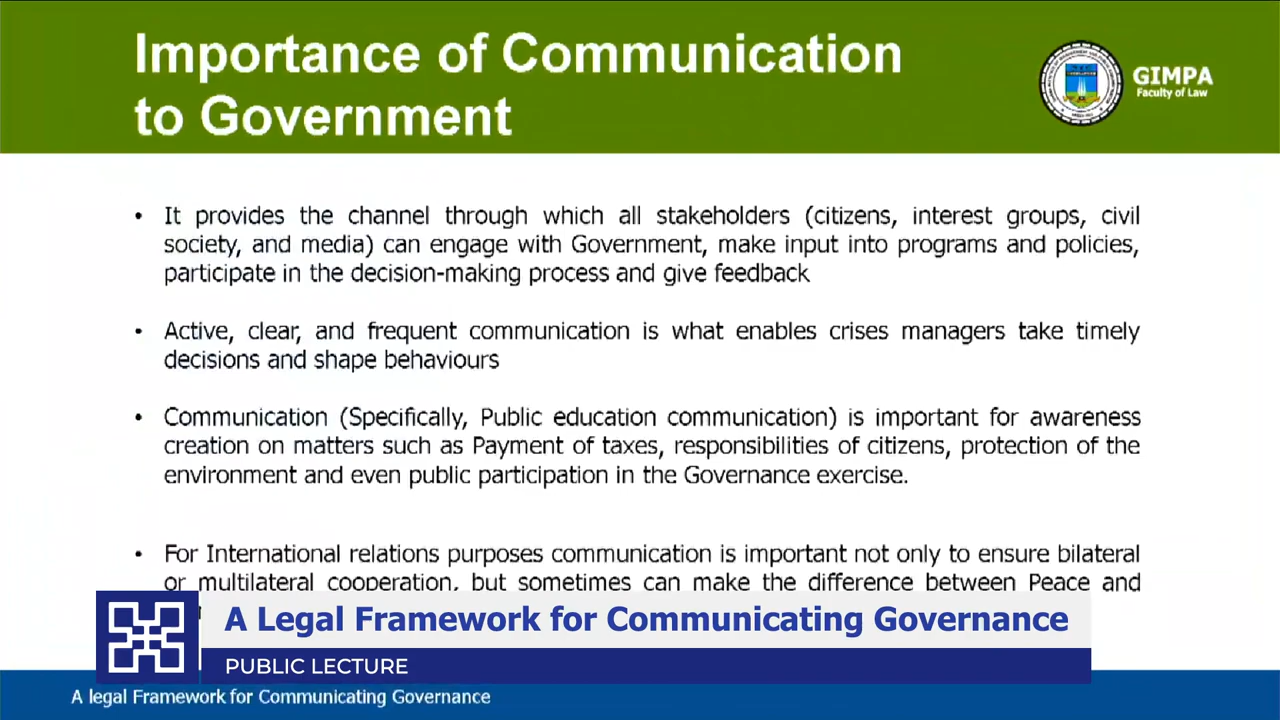 Importance of Communication
to Government
GIMPA
Faculty of Law
• It provides the channel through which all stakeholders (citizens, interest groups, civil
society, and media) can engage with Government, make input into programs and policies,
participate in the decision-making process and give feedback
• Active, clear, and frequent communication is what enables crises managers take timely
decisions and shape behaviours
• Communication (Specifically, Public education communication) is important for awareness
creation on matters such as Payment of taxes, responsibilities of citizens, protection of the
environment and even public participation in the Governance exercise.
• For International relations purposes communication is important not only to ensure bilateral
or multilateral cooperation, but sometimes can make the difference between Peace and
A Legal Framework for Communicating Governance
PUBLIC LECTURE
A legal Framework for Communicating Governance